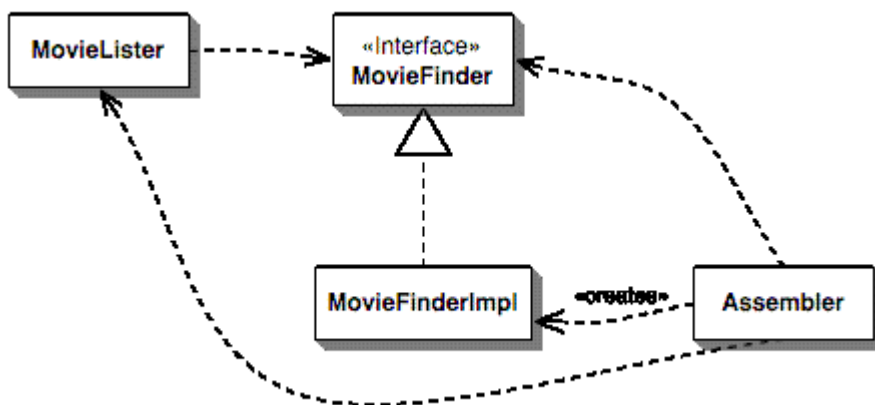 MovieLister
«Interface»
MovieFinder
MovieFinderImpl
«creates»
Assembler